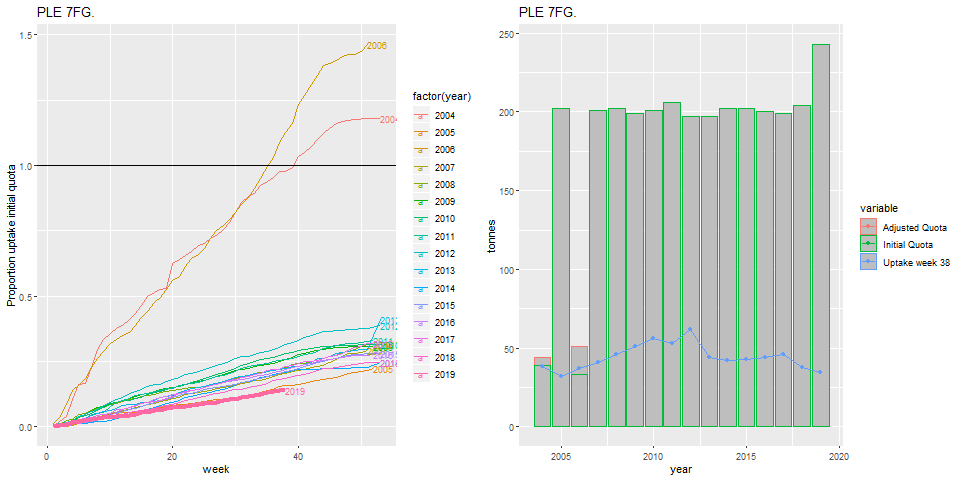 PLE 7FG.
1.5
1.0
0.5
0.0
Proportion uptake initial quota
0
20
40
week
2006
2004
2005
2019
factor(year)
a 2004
a 2005
a 2006
a 2007
a 2008
a 2009
a 2010
a 2011
a 2012
a 2013
a 2014
a 2015
a 2016
a 2017
a 2018
a 2019
PLE 7FG.
250
200
150
100
50
0
tonnes
2005
2010
2015
2020
year
variable
Adjusted Quota
Initial Quota
Uptake week 38